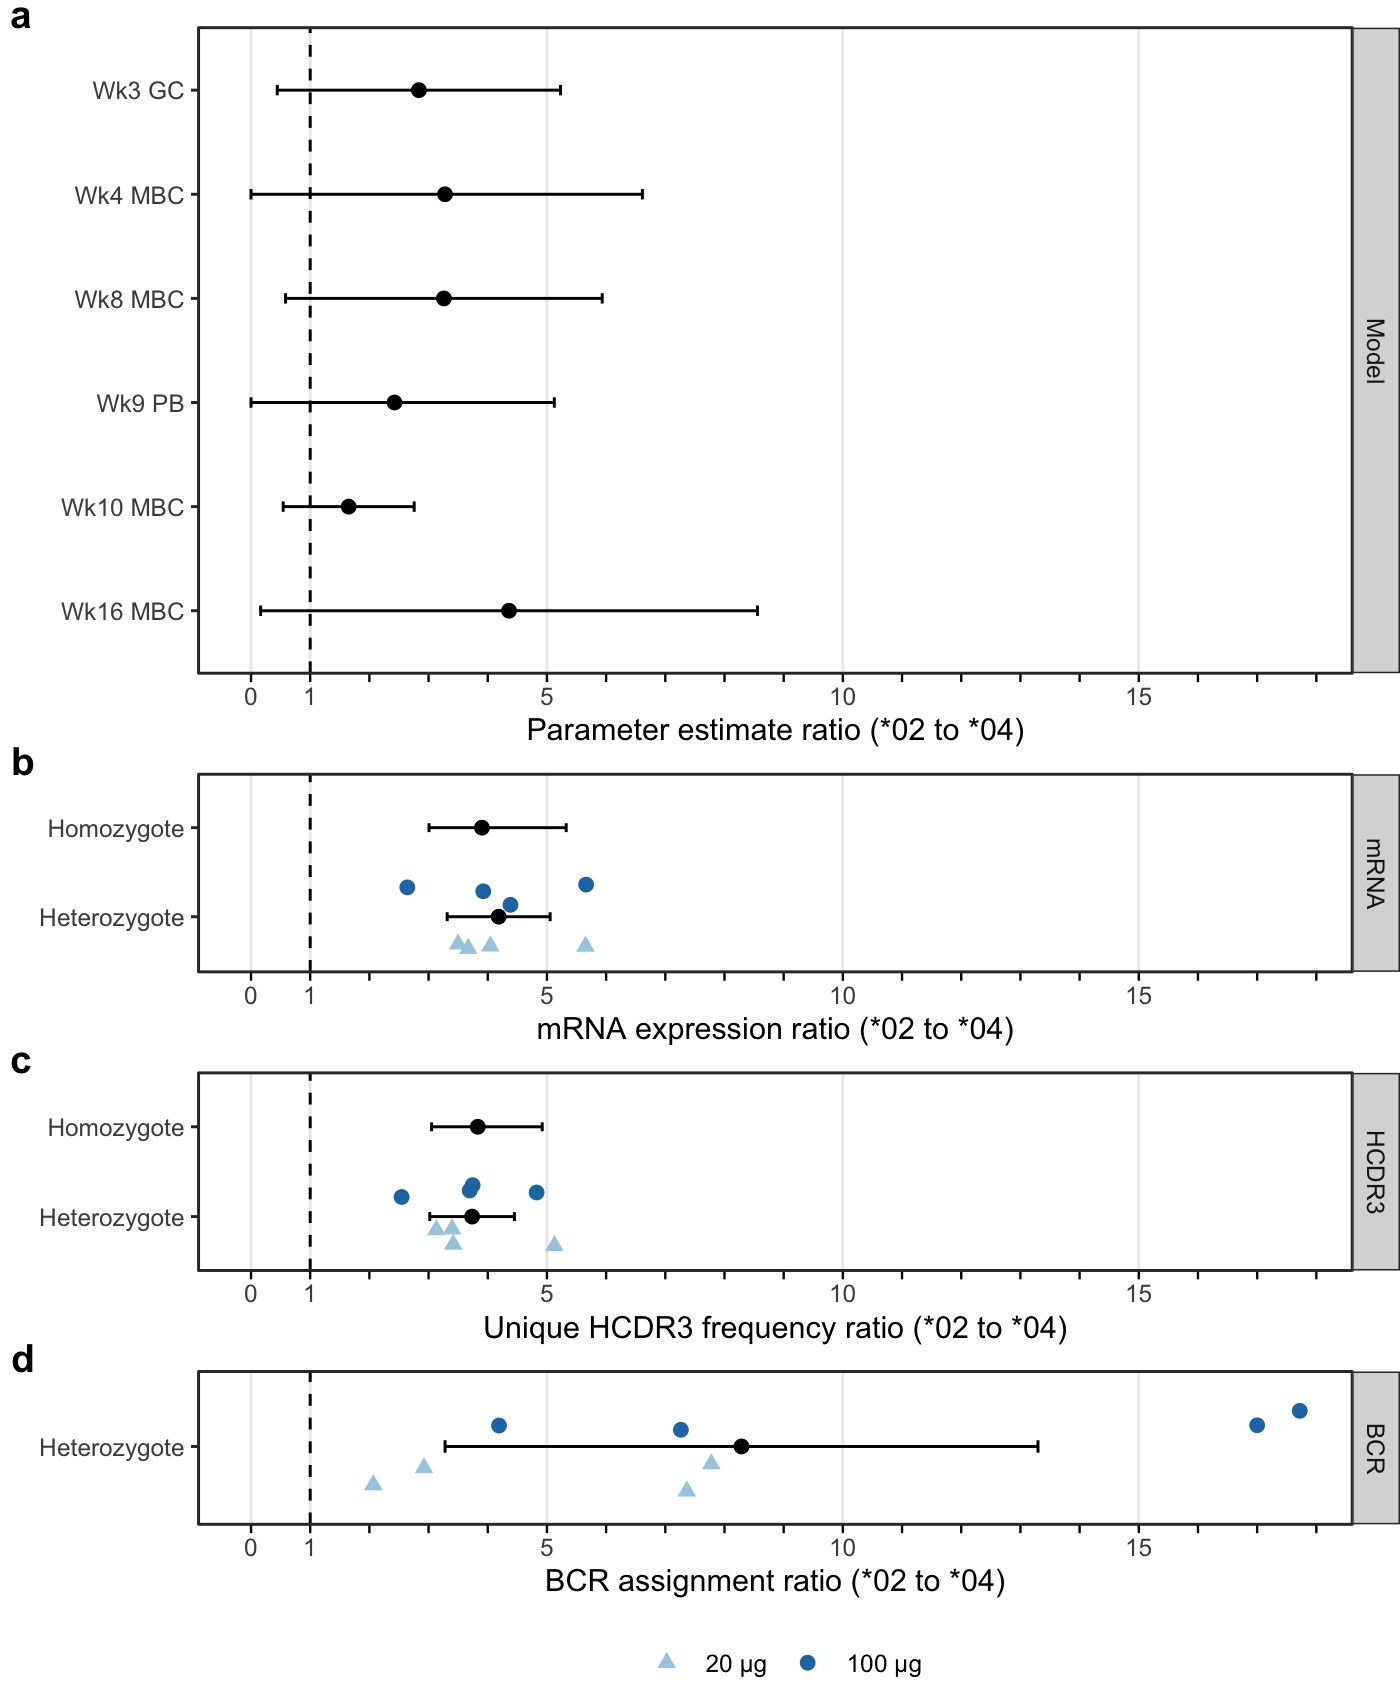 a
Wk3 GC
Wk4 MBC
Wk8 MBC
Wk9 PB
Wk10 MBC
Wk16 MBC
Model
0 1 5 10 15
Parameter estimate ratio (*02 to *04)
b
Homozygote
Heterozygote
mRNA
0 1 5 10 15
mRNA expression ratio (*02 to *04)
c
Homozygote
Heterozygote
HCDR3
0 1 5 10 15
Unique HCDR3 frequency ratio (*02 to *04)
d
Heterozygote
BCR
0 1 5 10 15
BCR assignment ratio (*02 to *04)
20 µg 100 µg